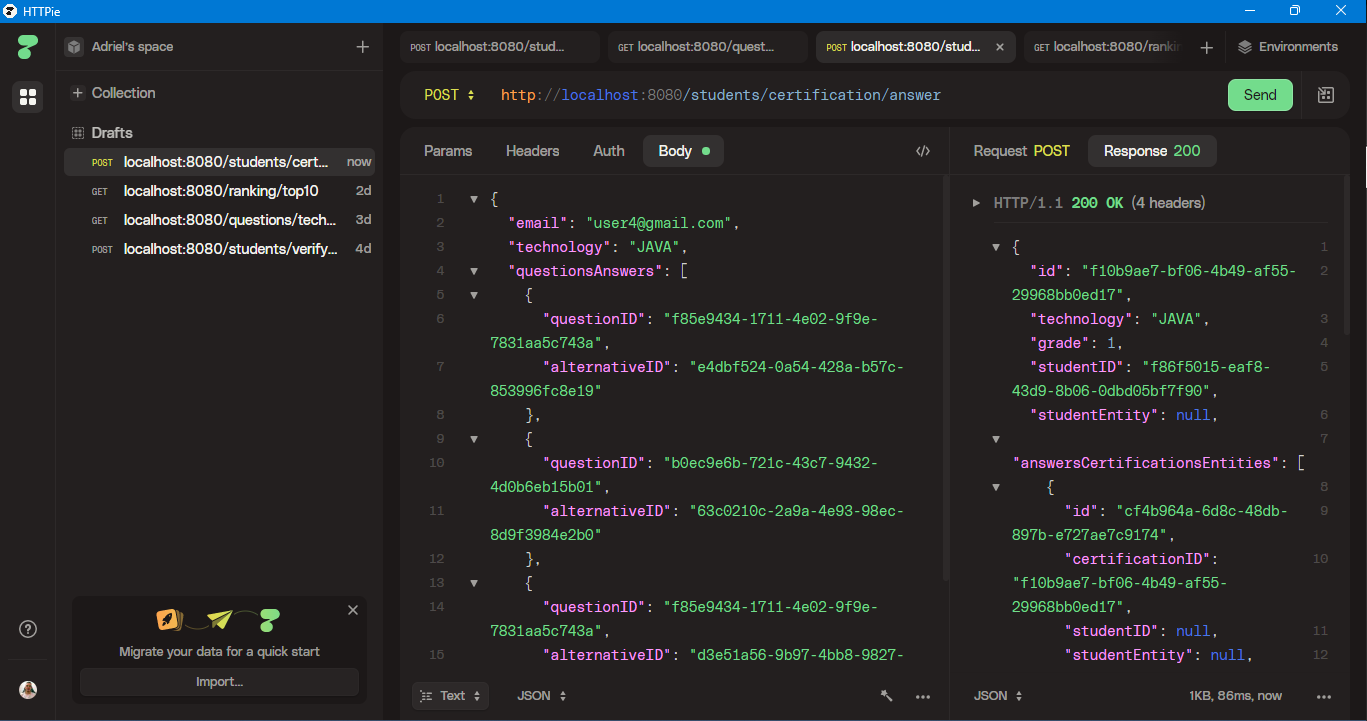 HTTPie
Adriel's space
Collection
Drafts
POST localhost:8080/students/cert... now
GET localhost:8080/ranking/top10 2d
GET localhost:8080/questions/tech... 3d
POST localhost:8080/students/verify... 4d
Migrate your data for a quick start
Import...
POST localhost:8080/stud...
GET localhost:8080/quest...
POST localhost:8080/stud...
GET localhost:8080/rankin
Environments
POST http://localhost:8080/students/certification/answer
Send
Params Headers Auth Body
1 {
2 "email": "user4@gmail.com",
3 "technology": "JAVA",
4 "questionsAnswers": [
5 {
6 "questionID": "f85e9434-1711-4e02-9f9e-
7831aa5c743a",
7 "alternativeID": "e4dbf524-0a54-428a-b57c-
853996fc8e19"
8 },
9 {
10 "questionID": "b0ec9e6b-721c-43c7-9432-
4d0b6eb15b01",
11 "alternativeID": "63c0210c-2a9a-4e93-98ec-
8d9f3984e2b0"
12 },
13 {
14 "questionID": "f85e9434-1711-4e02-9f9e-
7831aa5c743a",
15 "alternativeID": "d3e51a56-9b97-4bb8-9827-
Text JSON
Request POST Response 200
HTTP/1.1 200 OK (4 headers)
{ 1
"id": "f10b9ae7-bf06-4b49-af55- 2
29968bb0ed17",
"technology": "JAVA", 3
"grade": 1, 4
"studentID": "f86f5015-eaf8- 5
43d9-8b06-0dbd05bf7f90",
"studentEntity": null, 6
7
"answersCertificationsEntities": [
{ 8
"id": "cf4b964a-6d8c-48db- 9
897b-e727ae7c9174",
"certificationID": 10
"f10b9ae7-bf06-4b49-af55-
29968bb0ed17",
"studentID": null, 11
"studentEntity": null, 12
JSON 1KB, 86ms, now